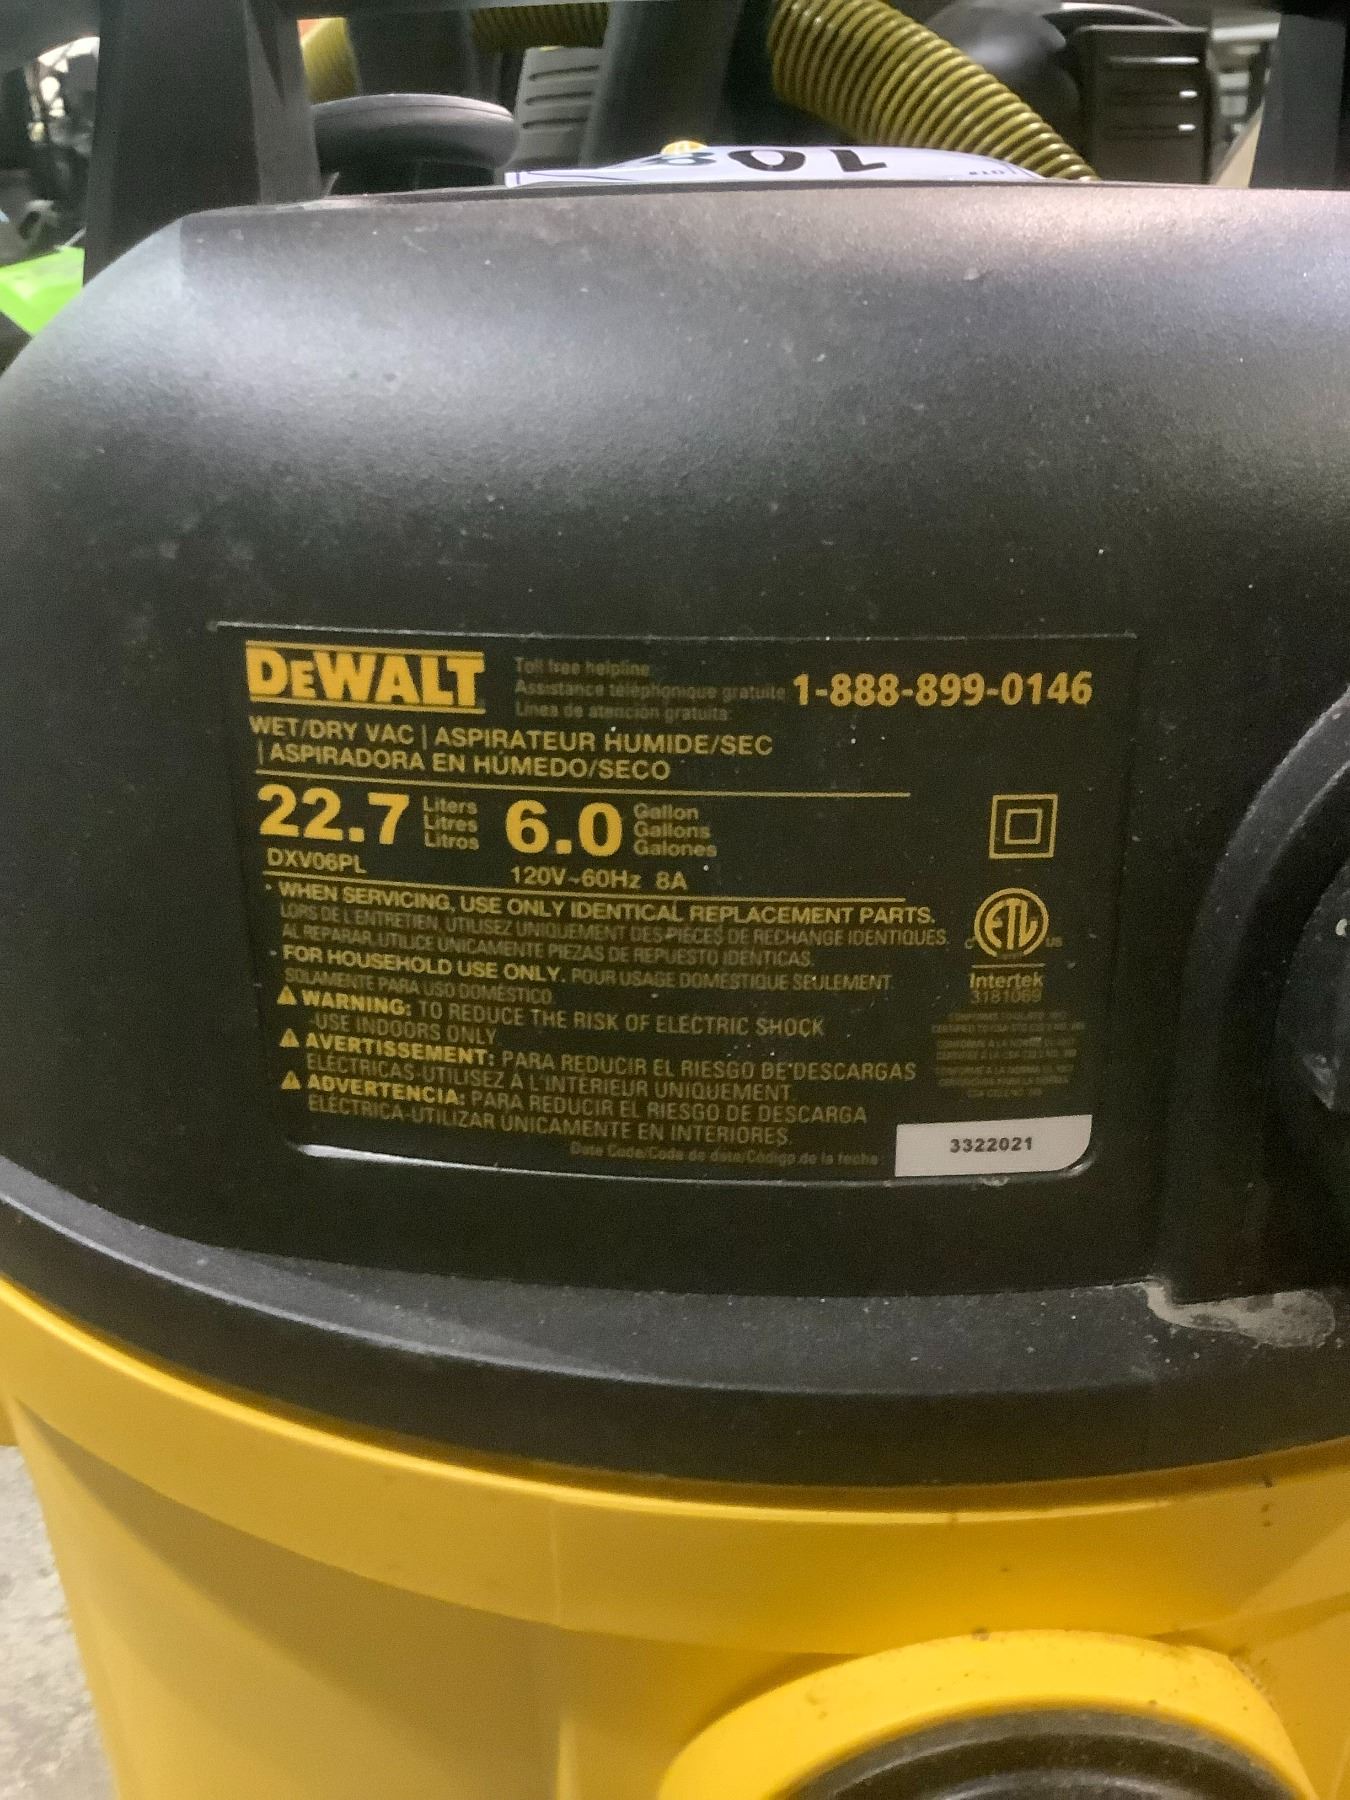 DEWALT
Toll free helpline
Assistance téléphonique gratuite
Línea de atención gratuita
1-888-899-0146
WET/DRY VAC | ASPIRATEUR HUMIDE/SEC
| ASPIRADORA EN HÚMEDO/SECO
22.7 Liters Litres Litros 6.0 Gallon Gallons Galones
DXV06PL 120V~60Hz 8A
· WHEN SERVICING, USE ONLY IDENTICAL REPLACEMENT PARTS.
LORS DE L'ENTRETIEN, UTILISEZ UNIQUEMENT DES PIÈCES DE RECHANGE IDENTIQUES.
AL REPARAR, UTILICE ÚNICAMENTE PIEZAS DE REPUESTO IDÉNTICAS.
· FOR HOUSEHOLD USE ONLY. POUR USAGE DOMESTIQUE SEULEMENT
SOLAMENTE PARA USO DOMÉSTICO
⚠ WARNING: TO REDUCE THE RISK OF ELECTRIC SHOCK
-USE INDOORS ONLY
⚠ AVERTISSEMENT: PARA REDUCIR EL RIESGO DE DESCARGAS
ELÉCTRICAS-UTILISEZ À L'INTÉRIEUR UNIQUEMENT.
⚠ ADVERTENCIA: PARA REDUCIR EL RIESGO DE DESCARGA
ELÉCTRICA-UTILIZAR ÚNICAMENTE EN INTERIORES.
Date Code/Code de date/Código de la fecha
3322021
ETL
C US
Intertek
3181069